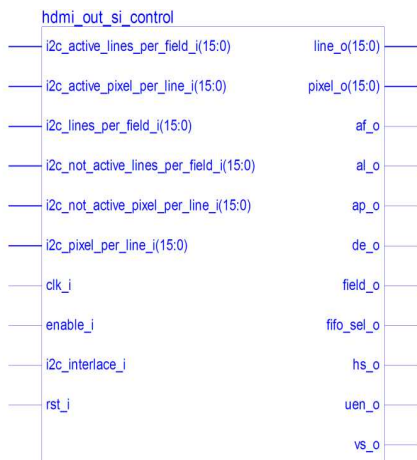 hdmi_out_si_control
i2c_active_lines_per_field_i(15:0) line_o(15:0)
i2c_active_pixel_per_line_i(15:0) pixel_o(15:0)
i2c_lines_per_field_i(15:0) af_o
i2c_not_active_lines_per_field_i(15:0) al_o
i2c_not_active_pixel_per_line_i(15:0) ap_o
i2c_pixel_per_line_i(15:0) de_o
clk_i field_o
enable_i fifo_sel_o
i2c_interlace_i hs_o
rst_i uen_o
vs_o